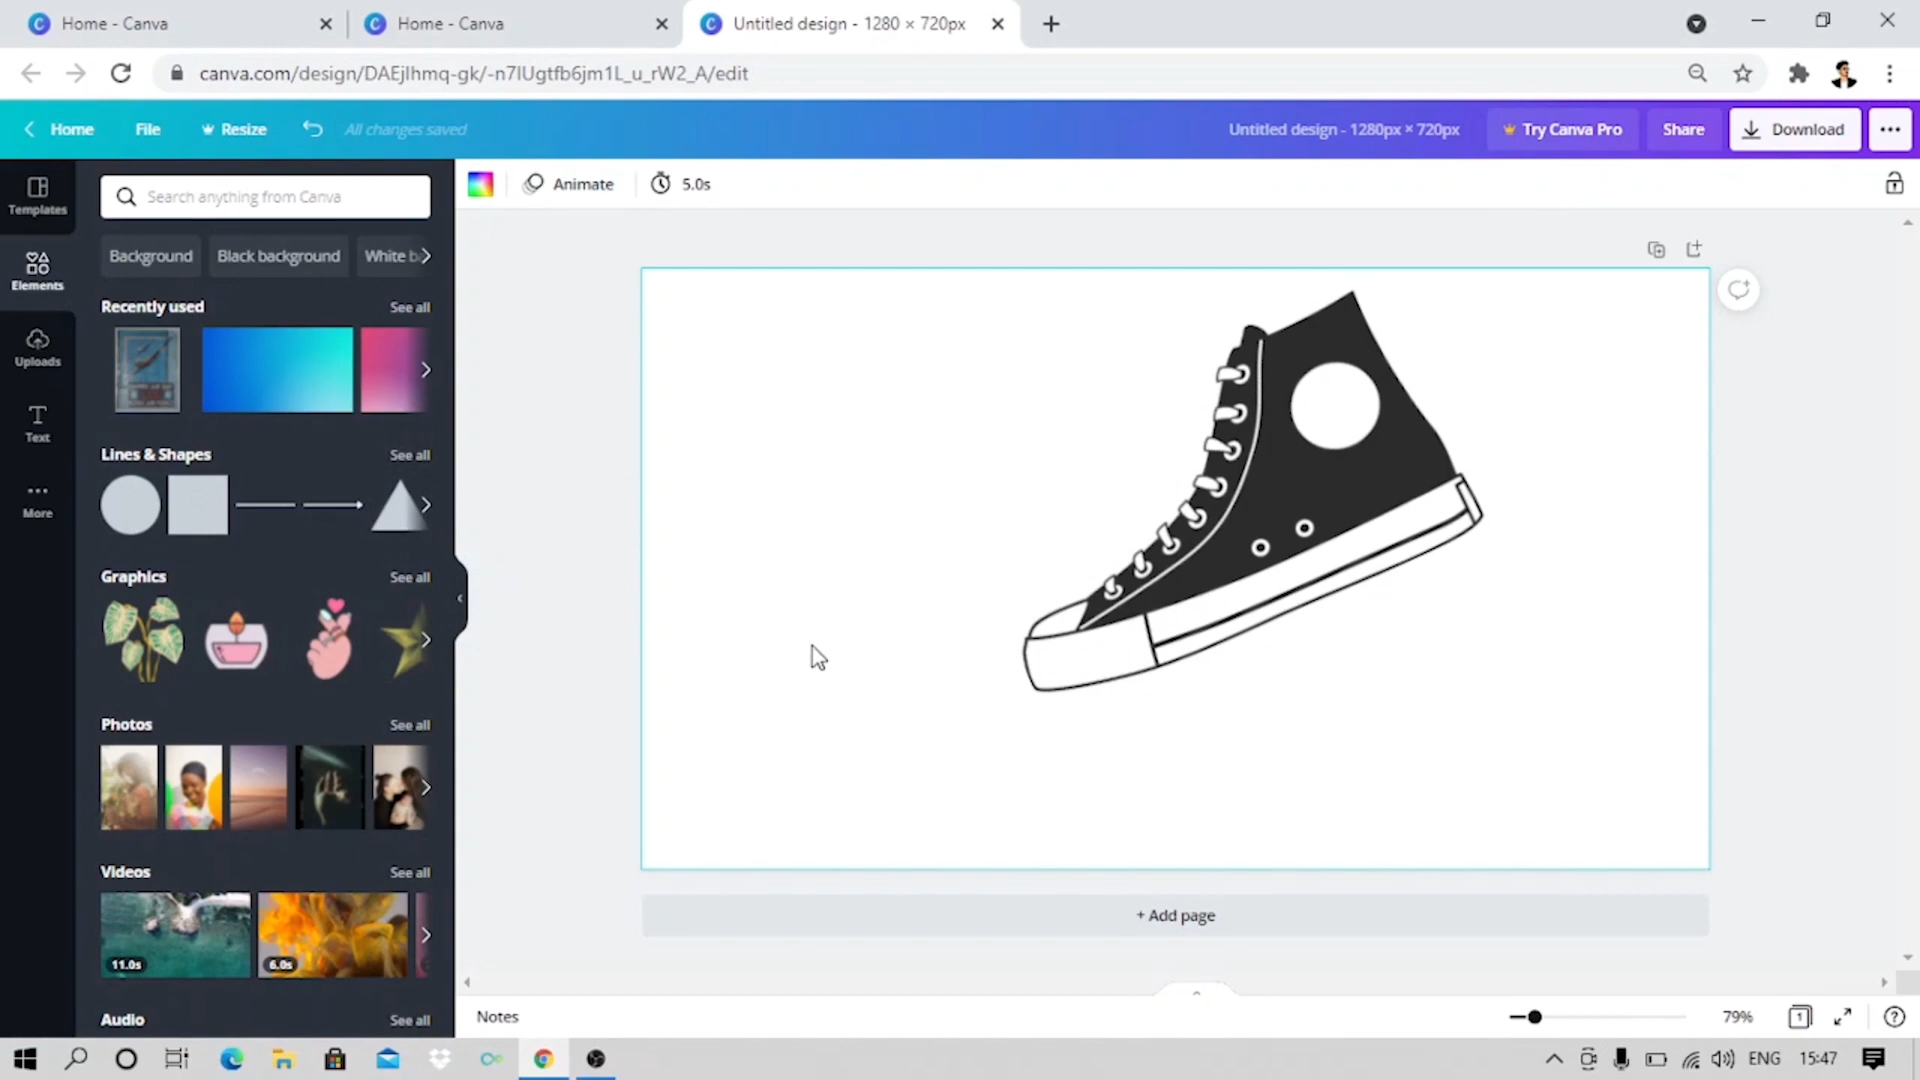 Home - Canva
Home - Canva
Untitled design - 1280 × 720px
canva.com/design/DAEjIhmq-gk/-n7IUgtfb6jm1L_u_rW2_A/edit
Home
File
Resize
All changes saved
Untitled design - 1280px × 720px
Try Canva Pro
Share
Download
Templates
Elements
Uploads
Text
More
Search anything from Canva
Background
Black background
White b
Recently used
See all
Lines & Shapes
See all
Graphics
See all
Photos
See all
Videos
See all
11.0s
6.0s
Audio
See all
Animate
5.0s
+ Add page
Notes
79%
1
ENG
15:47